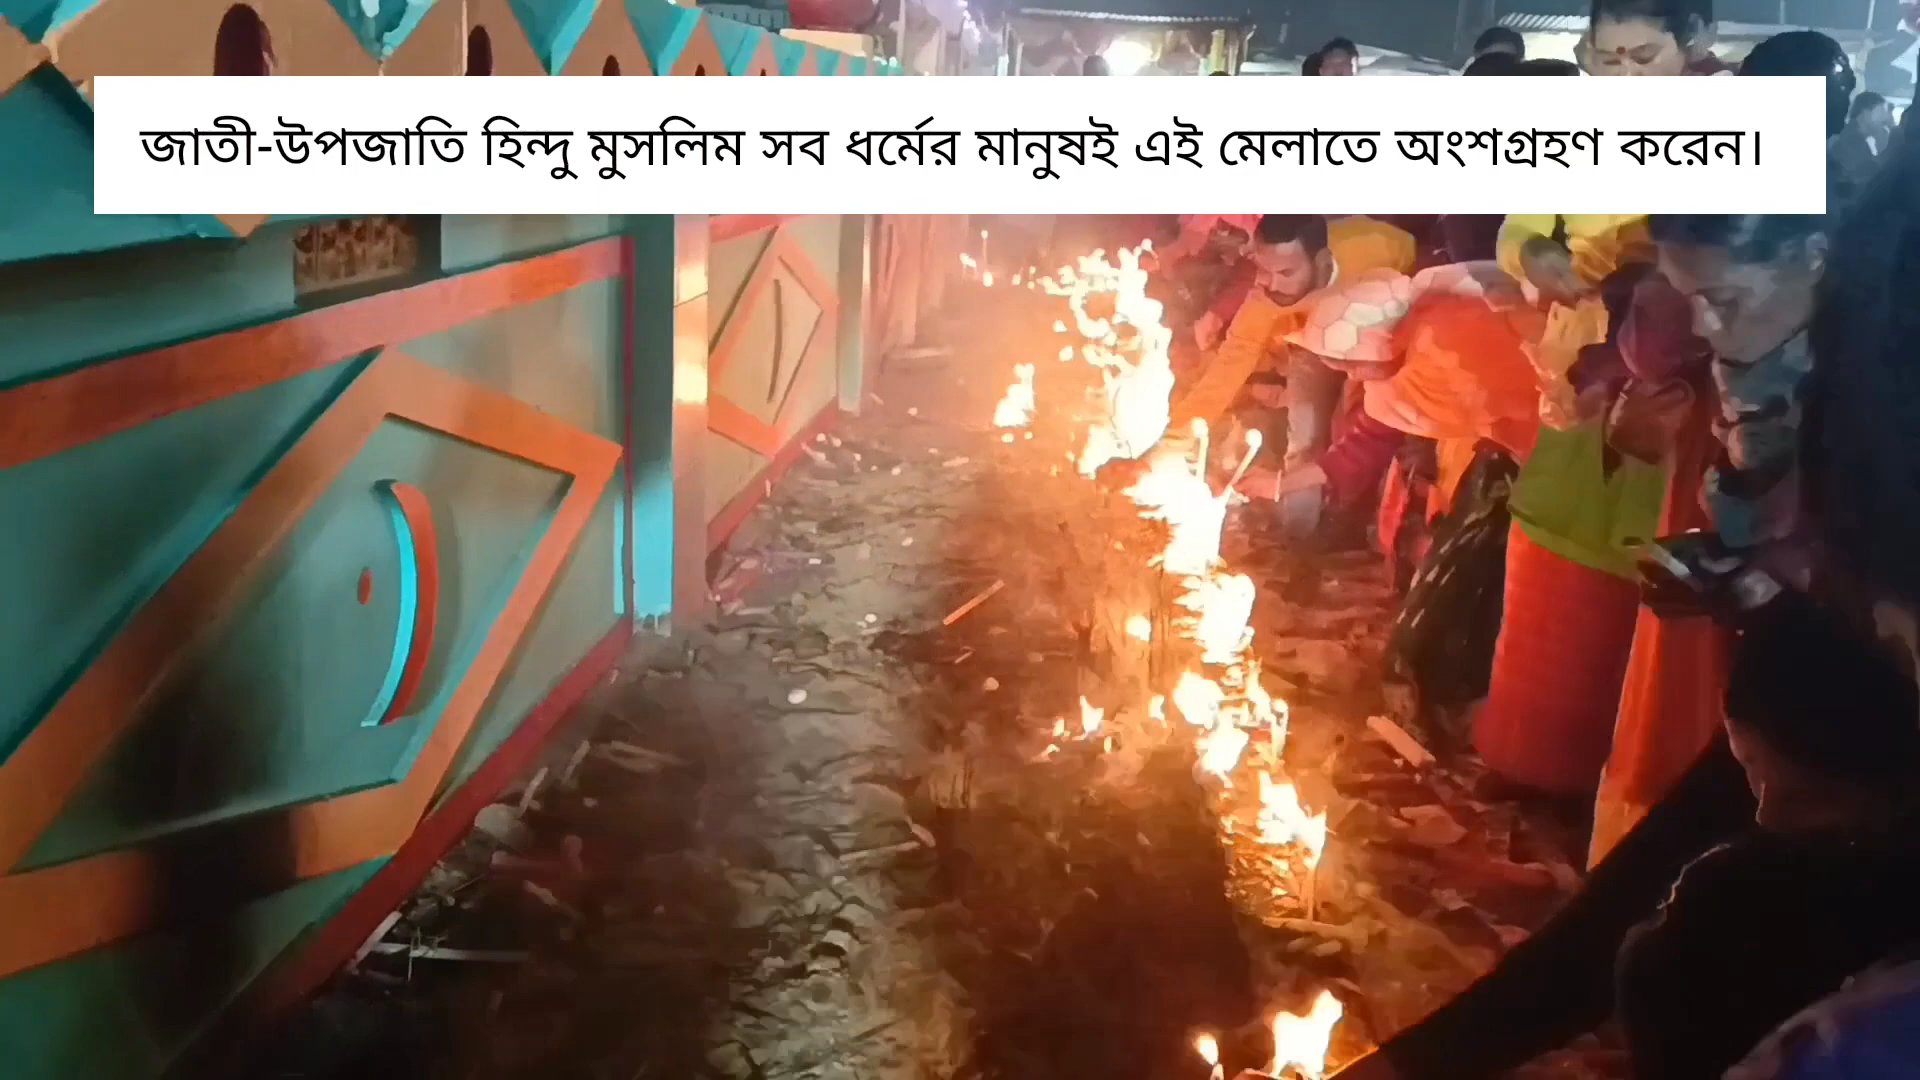 জাতী-উপজাতি হিন্দু মুসলিম সব ধর্মের মানুষই এই মেলাতে অংশগ্রহণ করেন।